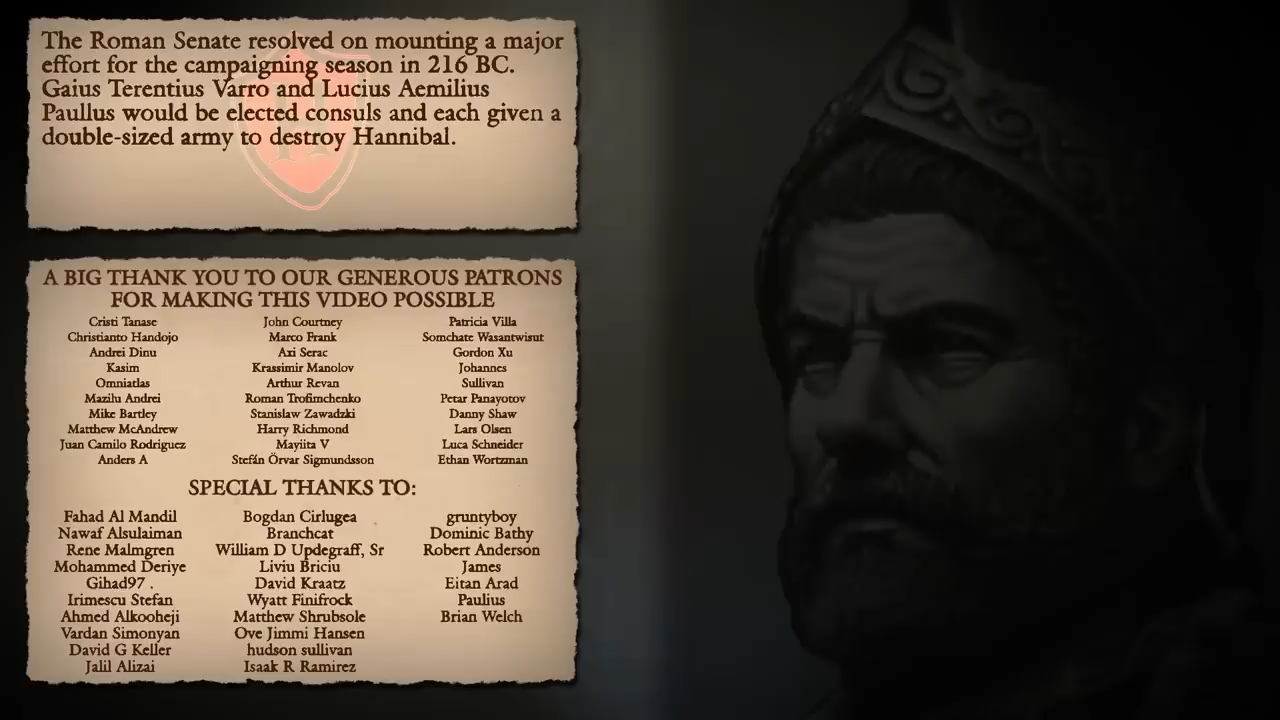 The Roman Senate resolved on mounting a major
effort for the campaigning season in 216 BC.
Gaius Terentius Varro and Lucius Aemilius
Paullus would be elected consuls and each given a
double-sized army to destroy Hannibal.
A BIG THANK YOU TO OUR GENEROUS PATRONS
FOR MAKING THIS VIDEO POSSIBLE
Cristi Tanase
Christianto Handojo
Andrei Dinu
Kasim
Omniatlas
Mazilu Andrei
Mike Bartley
Matthew McAndrew
Juan Camilo Rodriguez
Anders A
John Courtney
Marco Frank
Axi Serac
Krassimir Manolov
Arthur Revan
Roman Trofimchenko
Stanislaw Zawadzki
Harry Richmond
Mayiita V
Stefán Örvar Sigmundsson
Patricia Villa
Somchate Wasantwisut
Gordon Xu
Johannes
Sullivan
Petar Panayotov
Danny Shaw
Lars Olsen
Luca Schneider
Ethan Wortzman
SPECIAL THANKS TO:
Fahad Al Mandil
Nawaf Alsulaiman
Rene Malmgren
Mohammed Deriye
Gihad97 .
Irimescu Stefan
Ahmed Alkooheji
Vardan Simonyan
David G Keller
Jalil Alizai
Bogdan Cirlugea
Branchcat
William D Updegraff, Sr
Liviu Briciu
David Kraatz
Wyatt Finifrock
Matthew Shrubsole
Ove Jimmi Hansen
hudson sullivan
Isaak R Ramirez
gruntyboy
Dominic Bathy
Robert Anderson
James
Eitan Arad
Paulius
Brian Welch